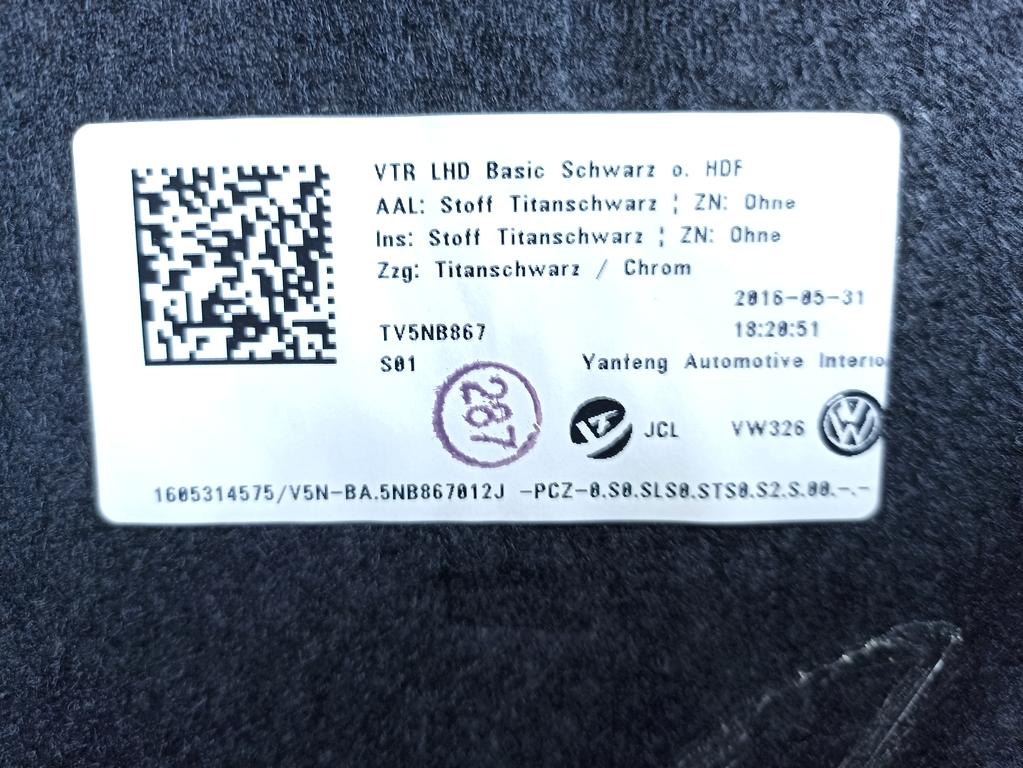 VTR LHD Basic Schwarz o. HDF
AAL: Stoff Titanschwarz ¦ ZN: Ohne
Ins: Stoff Titanschwarz ¦ ZN: Ohne
Zzg: Titanschwarz / Chrom
2016-05-31
TV5NB867 18:20:51
S01 Yanfeng Automotive Interio
287
JCL VW326
1605314575/V5N-BA.5NB867012J -PCZ-0.S0.SLS0.STS0.S2.S.00.-.-